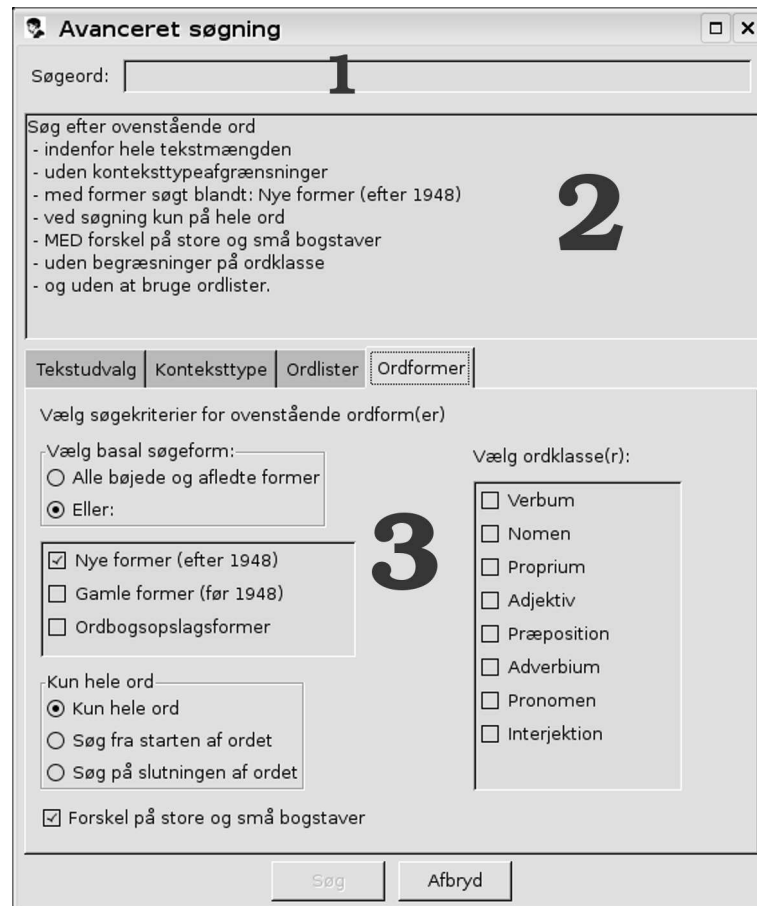 Avanceret søgning
Søgeord:
1
Søg efter ovenstående ord
- indenfor hele tekstmængden
- uden konteksttypeafgrænsninger
- med former søgt blandt: Nye former (efter 1948)
- ved søgning kun på hele ord
- MED forskel på store og små bogstaver
- uden begræsninger på ordklasse
- og uden at bruge ordlister.
2
Tekstudvalg Konteksttype Ordlister Ordformer
Vælg søgekriterier for ovenstående ordform(er)
Vælg basal søgeform:
Alle bøjede og afledte former
Eller:
Nye former (efter 1948)
Gamle former (før 1948)
Ordbogsopslagsformer
3
Kun hele ord
Kun hele ord
Søg fra starten af ordet
Søg på slutningen af ordet
Forskel på store og små bogstaver
Vælg ordklasse(r):
Verbum
Nomen
Proprium
Adjektiv
Præposition
Adverbium
Pronomen
Interjektion
Søg Afbryd